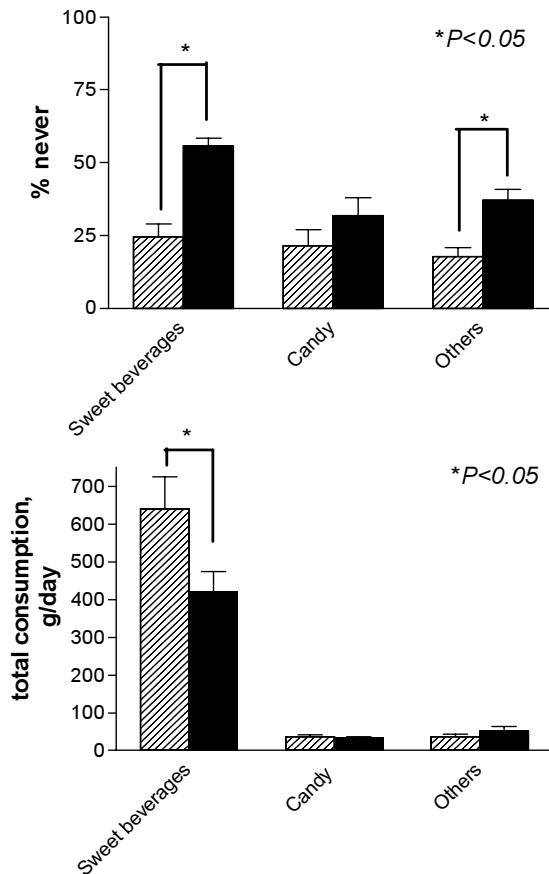 100
*P<0.05
*
75
*
% never
50
25
0
Sweet beverages
Candy
Others
*
*P<0.05
700
600
total consumption,
g/day
500
400
300
200
100
0
Sweet beverages
Candy
Others